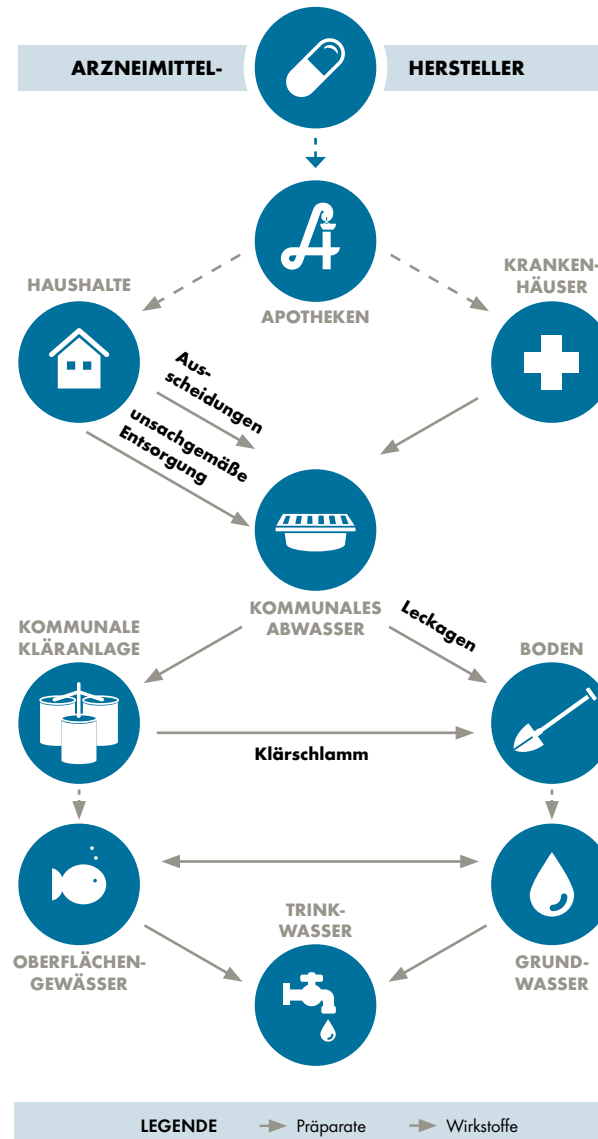 ARZNEIMITTEL- HERSTELLER
APOTHEKEN
HAUSHALTE
KRANKEN-
HÄUSER
Aus-
scheidungen
unsachgemäße
Entsorgung
KOMMUNALES
ABWASSER
Leckagen
KOMMUNALE
KLÄRANLAGE
BODEN
Klärschlamm
OBERFLÄCHEN-
GEWÄSSER
TRINK-
WASSER
GRUND-
WASSER
LEGENDE Präparate Wirkstoffe